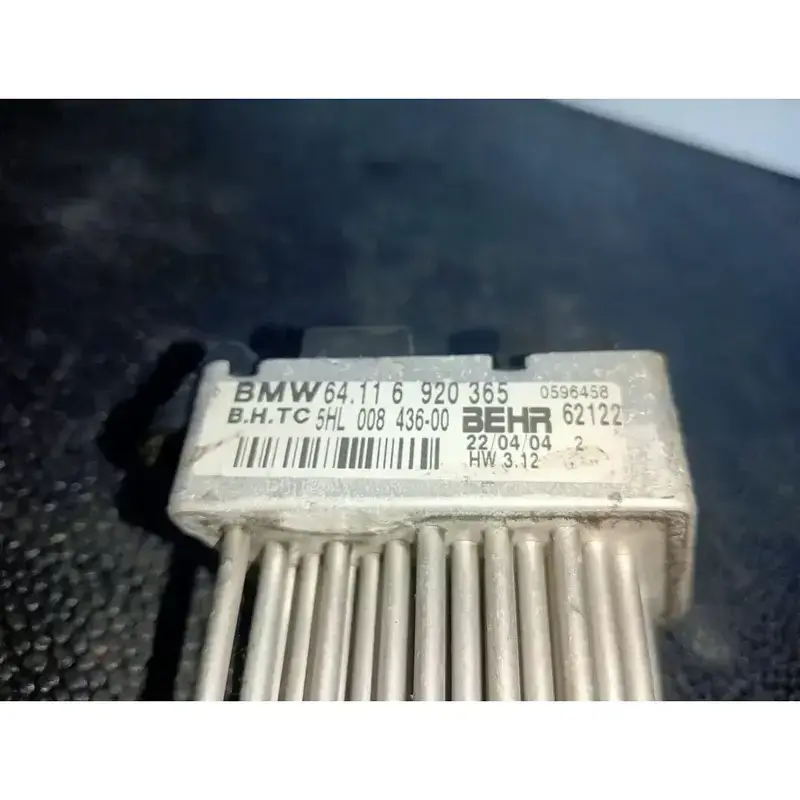 BMW 64.11 6 920 365 0596458
B.H.TC 5HL 008 436-00 BEHR 62122
22/04/04 2
HW 3.12